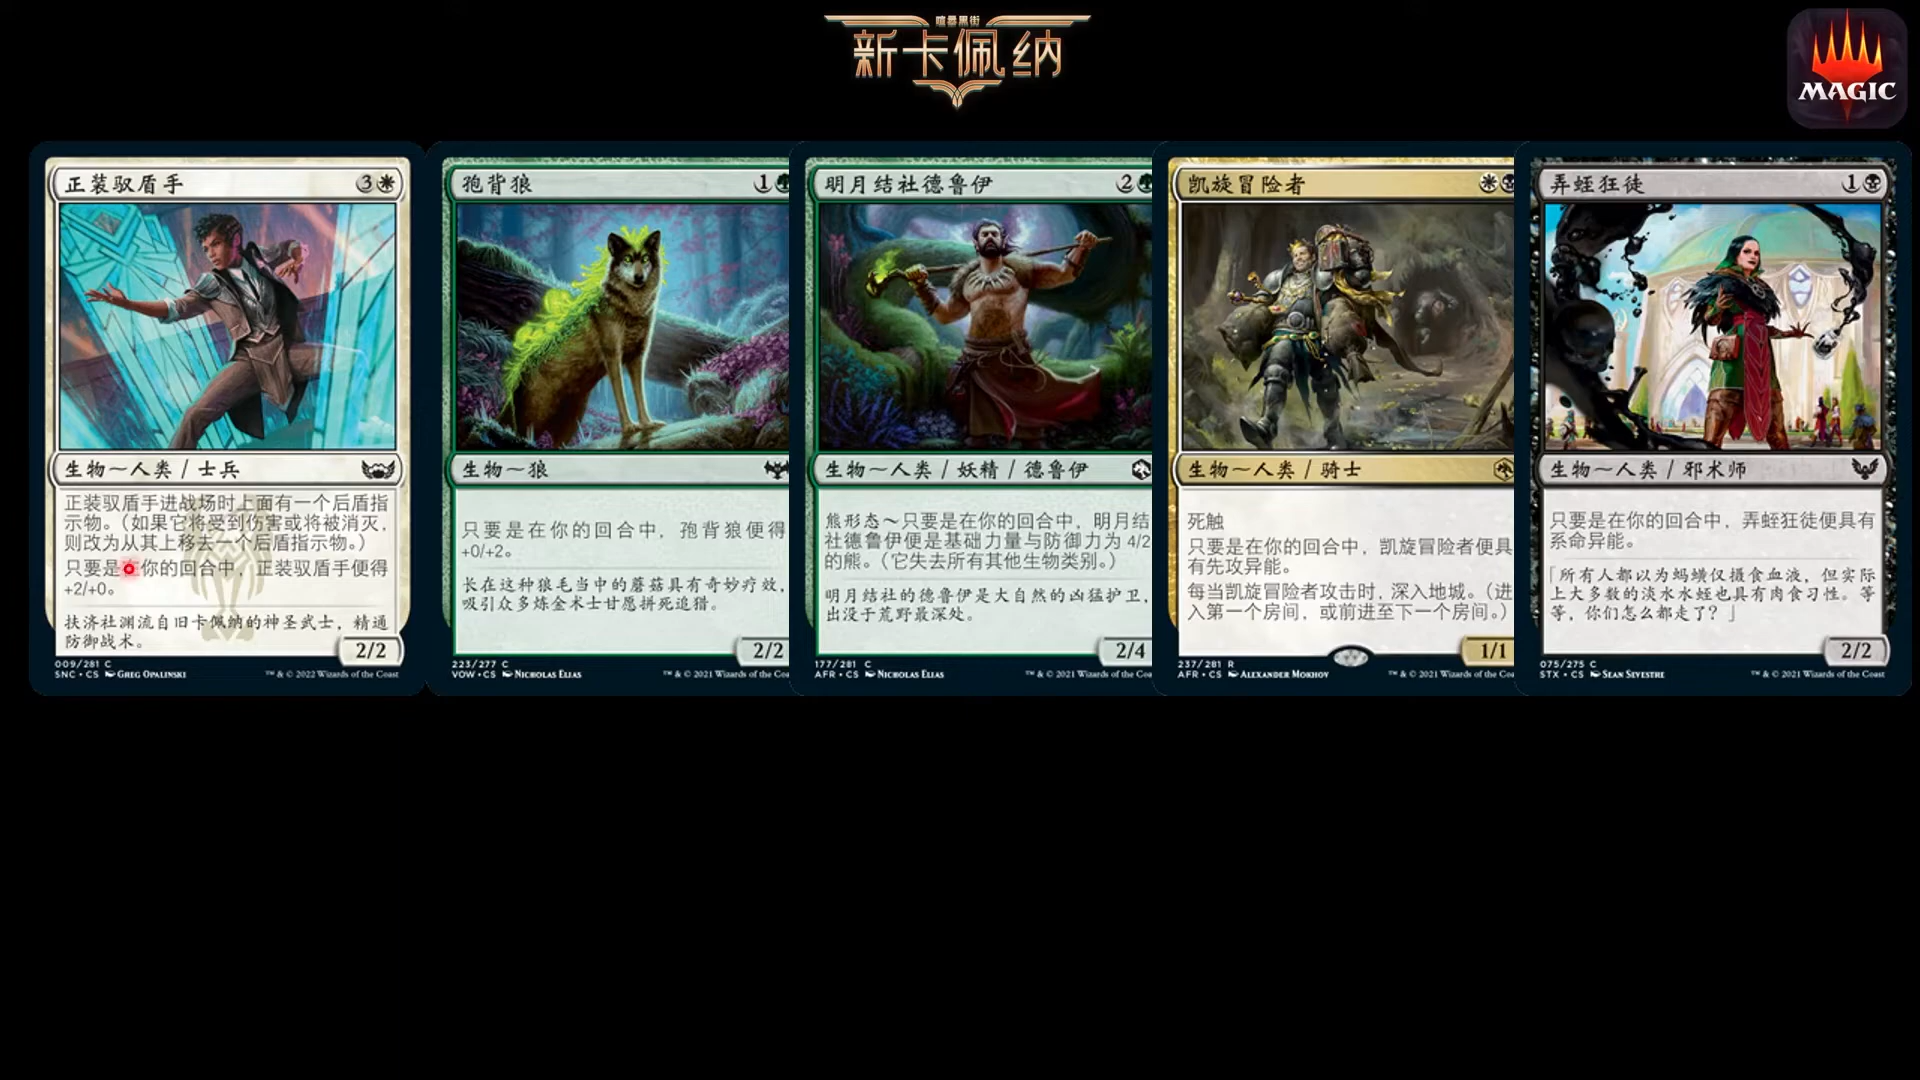 喧嚣黑街
新卡佩纳
MAGIC
正装驭盾手 3
生物～人类／士兵
正装驭盾手进战场时上面有一个后盾指
示物。（如果它将受到伤害或将被消灭，
则改为从其上移去一个后盾指示物。）
只要是 你的回合中，正装驭盾手便得
+2/+0。
扶济社渊流自旧卡佩纳的神圣武士，精通
防御战术。
2/2
009/281 C
SNC • CS GREG OPALINSKI
™ & © 2022 Wizards of the Coast
孢背狼 1
生物～狼
只要是在你的回合中，孢背狼便得
+0/+2。
长在这种狼毛当中的蘑菇具有奇妙疗效，
吸引众多炼金术士甘愿拼死追猎。
2/2
223/277 C
VOW • CS NICHOLAS ELIAS
™ & © 2021 Wizards of the Coa
明月结社德鲁伊 2
生物～人类／妖精／德鲁伊
熊形态～只要是在你的回合中，明月结
社德鲁伊便是基础力量与防御力为 4/2
的熊。（它失去所有其他生物类别。）
明月结社的德鲁伊是大自然的凶猛护卫，
出没于荒野最深处。
2/4
177/281 C
AFR • CS NICHOLAS ELIAS
™ & © 2021 Wizards of the Coa
凯旋冒险者
生物～人类／骑士
死触
只要是在你的回合中，凯旋冒险者便具
有先攻异能。
每当凯旋冒险者攻击时，深入地城。（进
入第一个房间，或前进至下一个房间。）
1/1
237/281 R
AFR • CS ALEXANDER MOKHOV
™ & © 2021 Wizards of the Coa
弄蛭狂徒 1
生物～人类／邪术师
只要是在你的回合中，弄蛭狂徒便具有
系命异能。
「所有人都以为蚂蟥仅摄食血液，但实际
上大多数的淡水水蛭也具有肉食习性。等
等，你们怎么都走了？」
2/2
075/275 C
STX • CS SEAN SEVESTRE
™ & © 2021 Wizards of the Coast